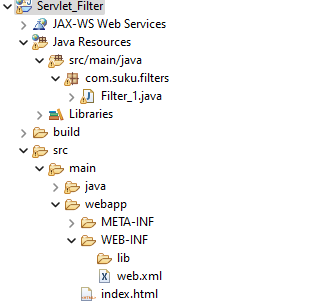 Servlet_Filter
JAX-WS Web Services
Java Resources
src/main/java
com.suku.filters
Filter_1.java
Libraries
build
src
main
java
webapp
META-INF
WEB-INF
lib
web.xml
index.html